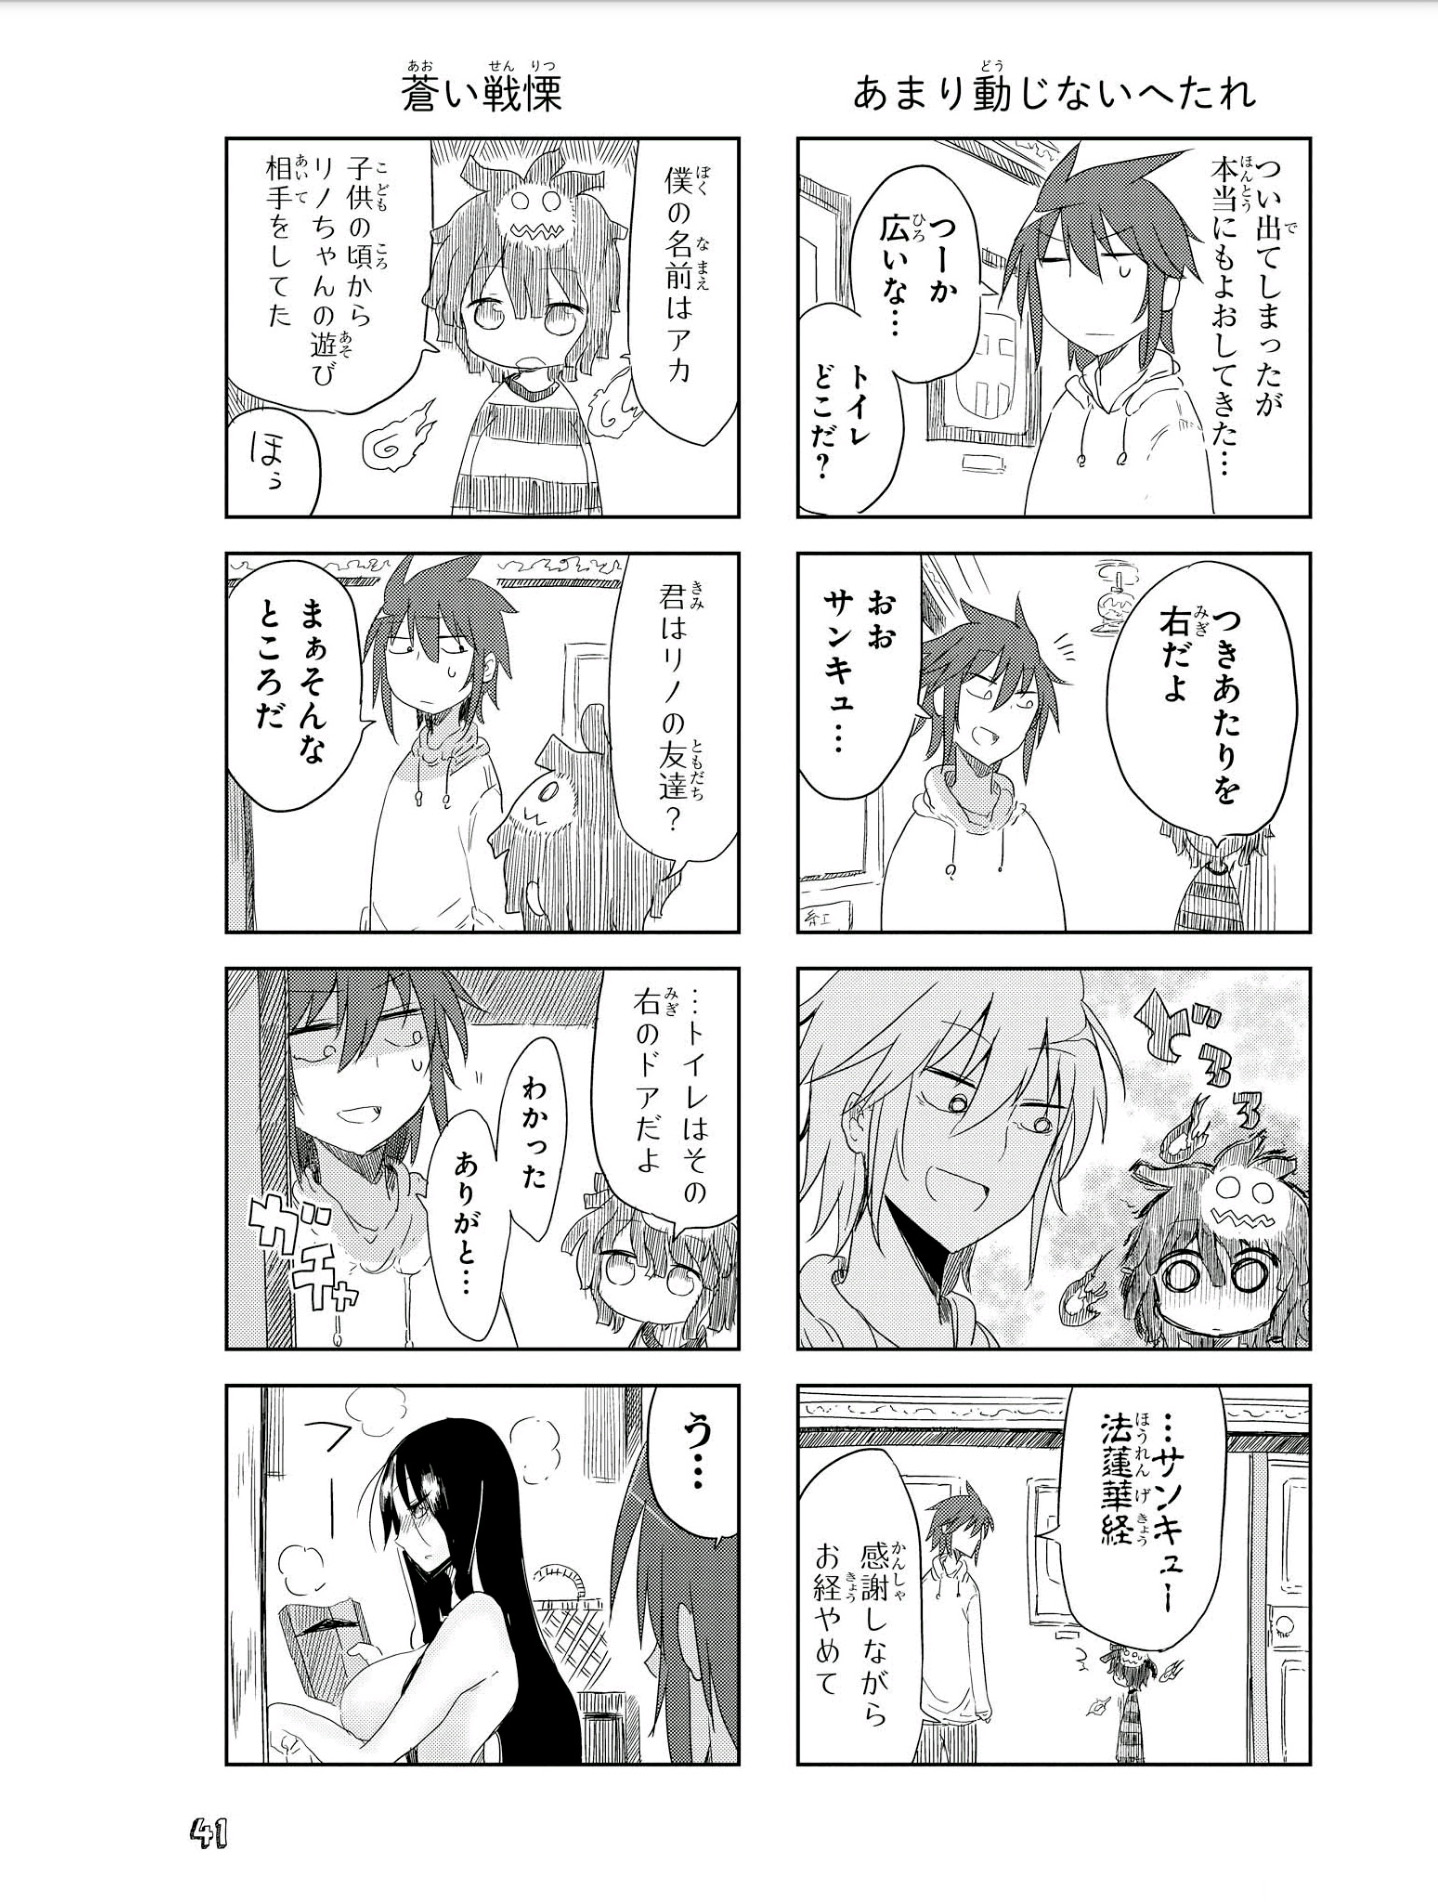 あまり動じないへたれ
つい出てしまったが
本当にもよおしてきた…
つーか
広いな…
トイレ
どこだ?
つきあたりを
右だよ
おお
サンキュ…
紅
ぞろろろ
…サンキュー
法蓮華経
感謝しながら
お経やめて
蒼い戦慄
僕の名前はアカ
子供の頃から
リノちゃんの遊び
相手をしてた
ほぅ
君はリノの友達?
まぁそんな
ところだ
…トイレはその
右のドアだよ
わかった
ありがと…
ガチャ
う…
41